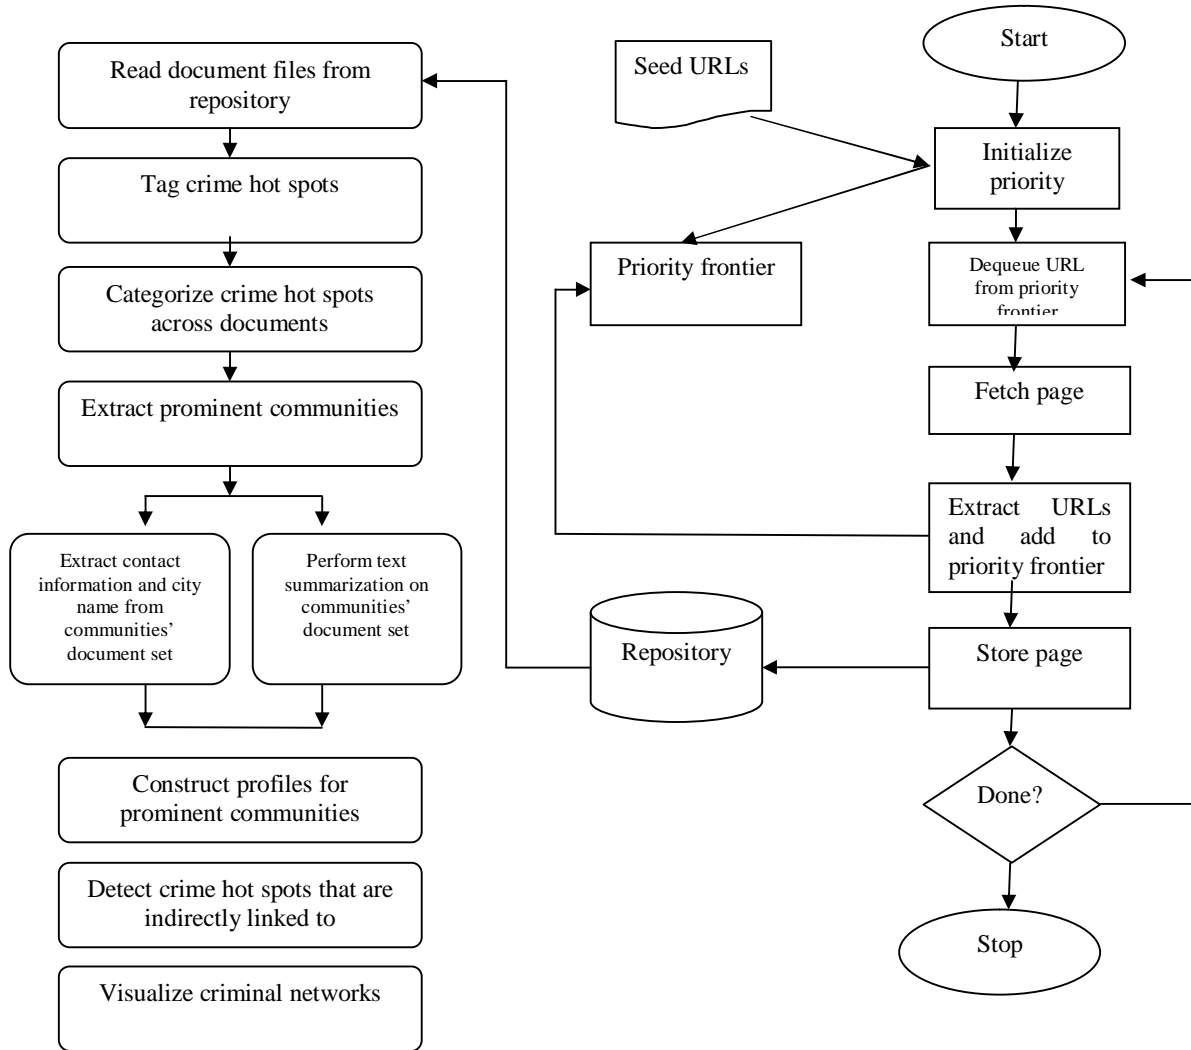 Read document files from
repository
Tag crime hot spots
Categorize crime hot spots
across documents
Extract prominent communities
Extract contact
information and city
name from
communities’
document set
Perform text
summarization on
communities’
document set
Construct profiles for
prominent communities
Detect crime hot spots that are
indirectly linked to
Visualize criminal networks
Seed URLs
Priority frontier
Repository
Start
Initialize
priority
Dequeue URL
from priority
frontier
Fetch page
Extract URLs
and add to
priority frontier
Store page
Done?
Stop